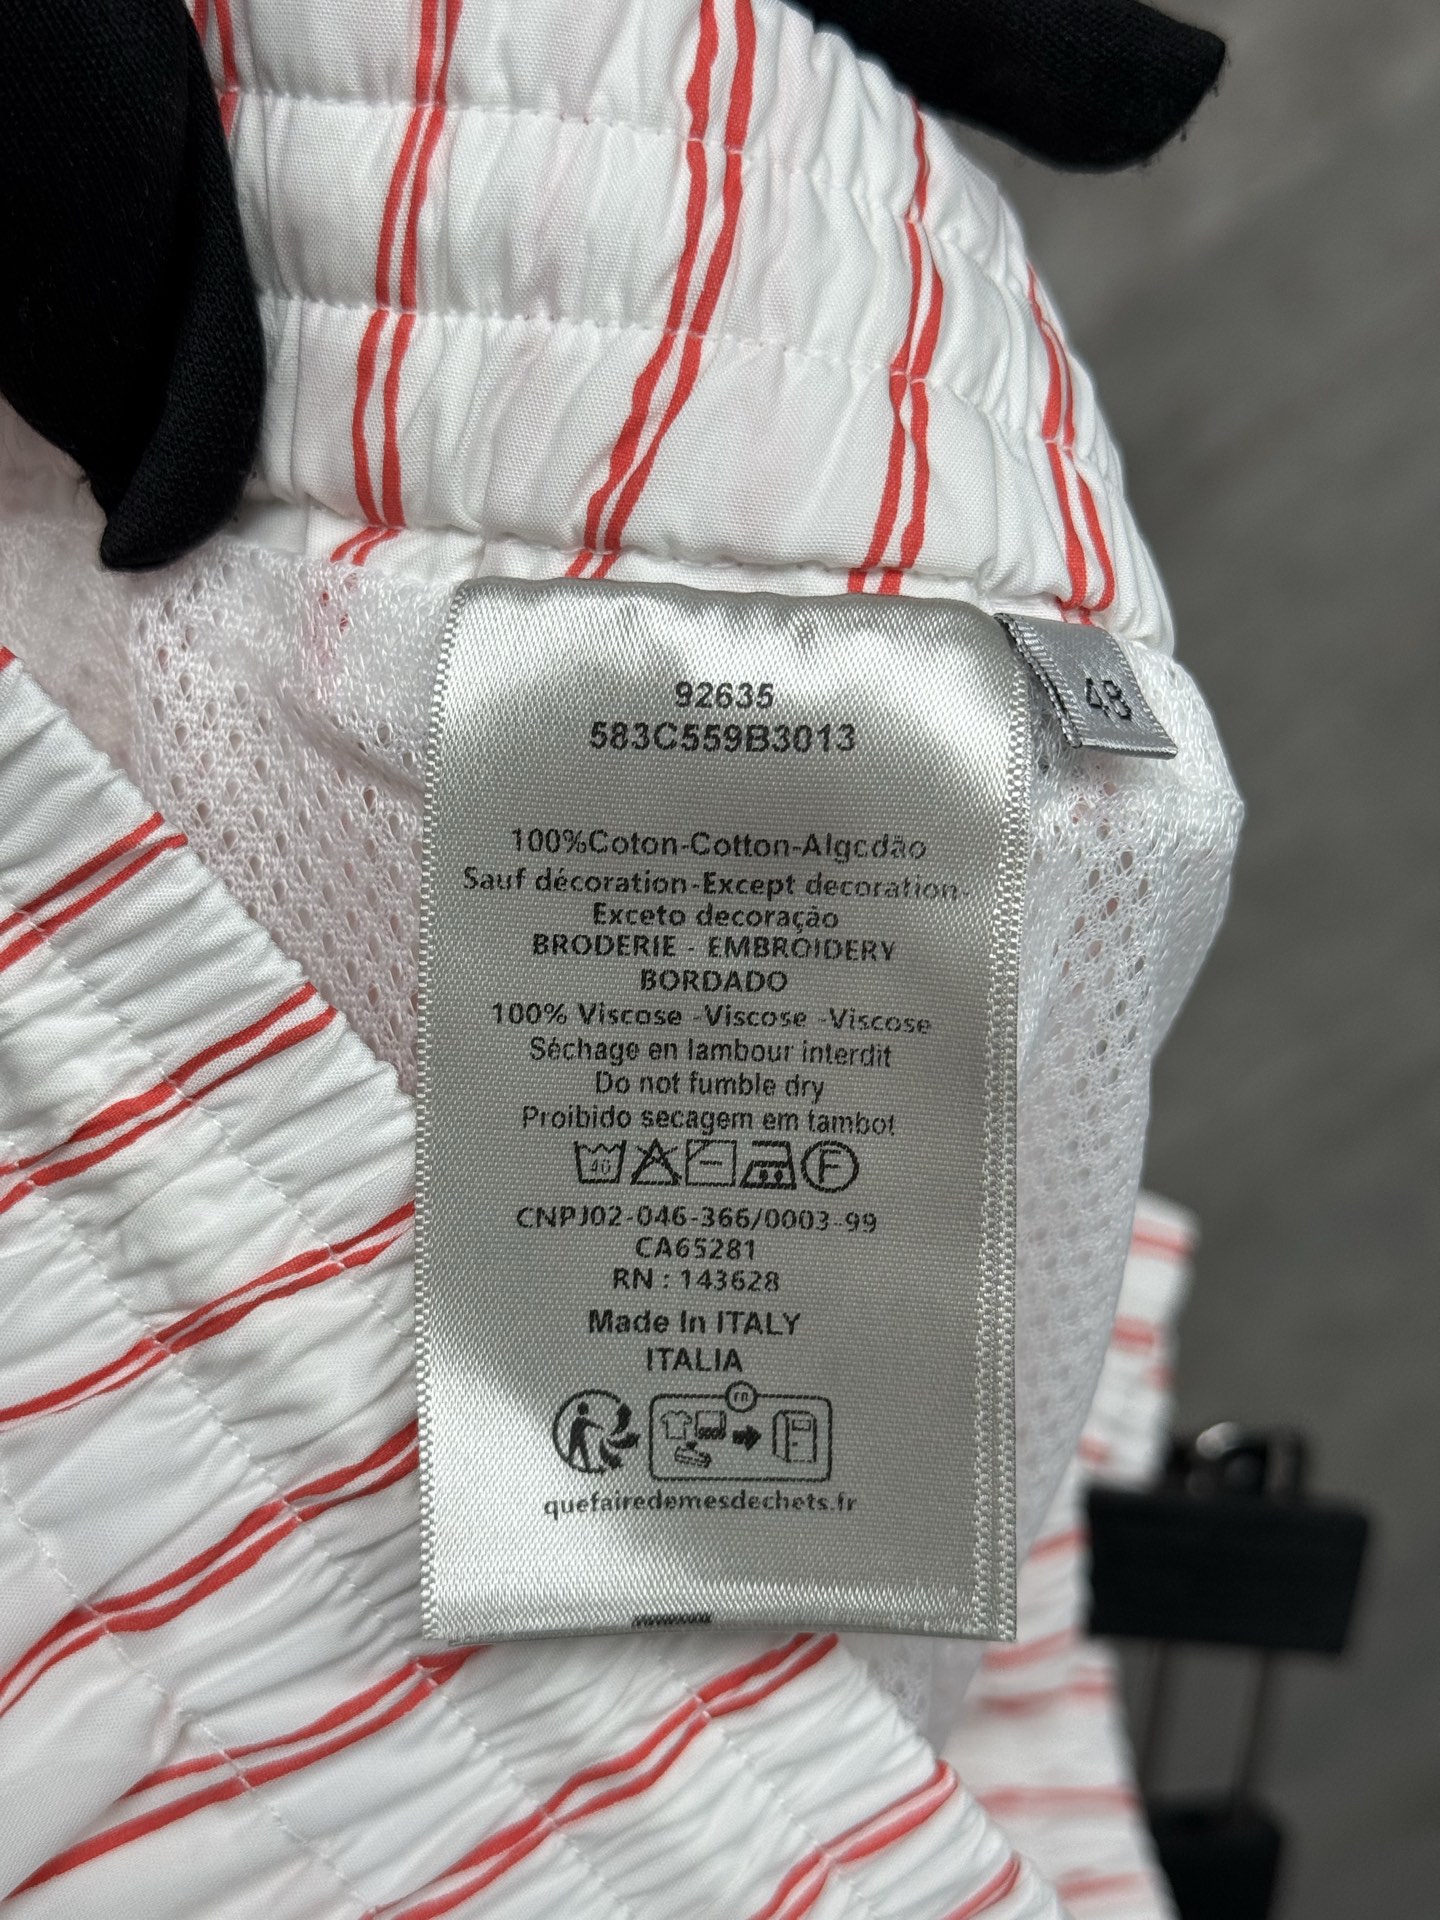 92635
583C559B3013
48
100%Coton-Cotton-Algodão
Sauf décoration-Except decoration-
Exceto decoração
BRODERIE - EMBROIDERY
BORDADO
100% Viscose -Viscose -Viscose
Séchage en lambour interdit
Do not fumble dry
Proibido secagem em tambot
40
F
CNPJ02-046-366/0003-99
CA65281
RN : 143628
Made In ITALY
ITALIA
FR
quefairedemesdechets.fr